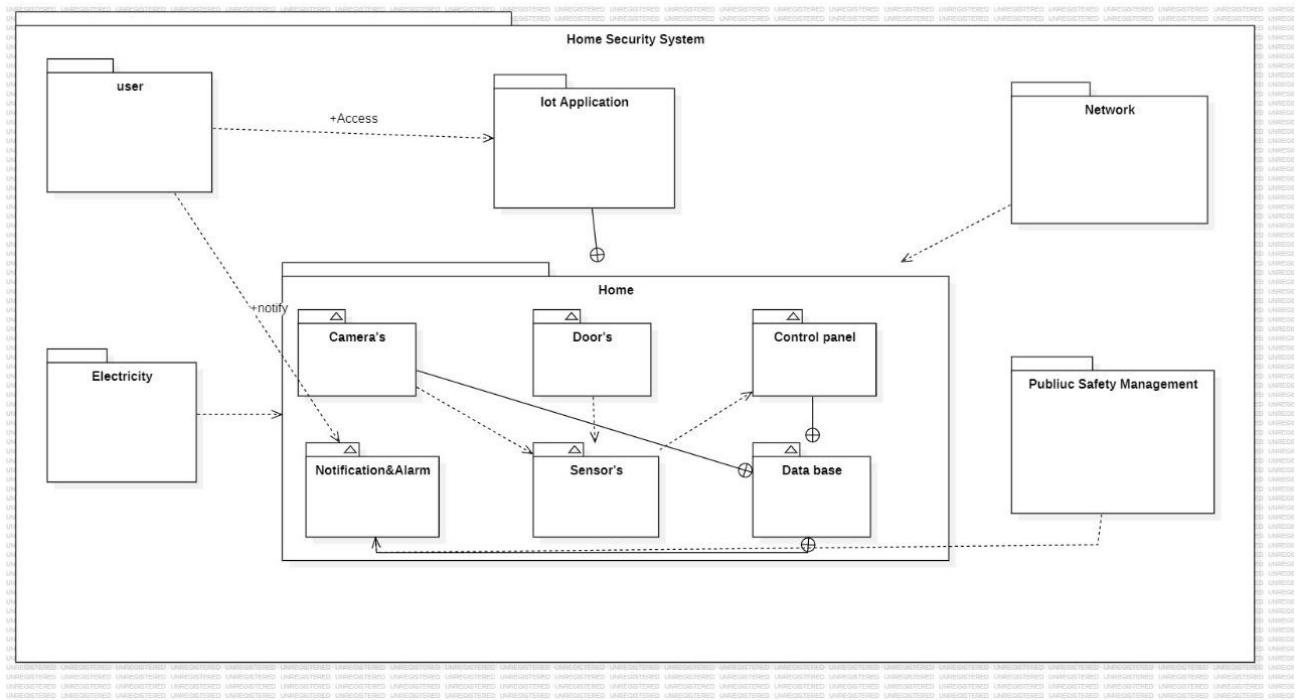 Home Security System
user
Iot Application
Network
+Access
+notify
Home
Camera's
Door's
Control panel
Electricity
Publiuc Safety Management
Notification&Alarm
Sensor's
Data base
UNREGISTERED